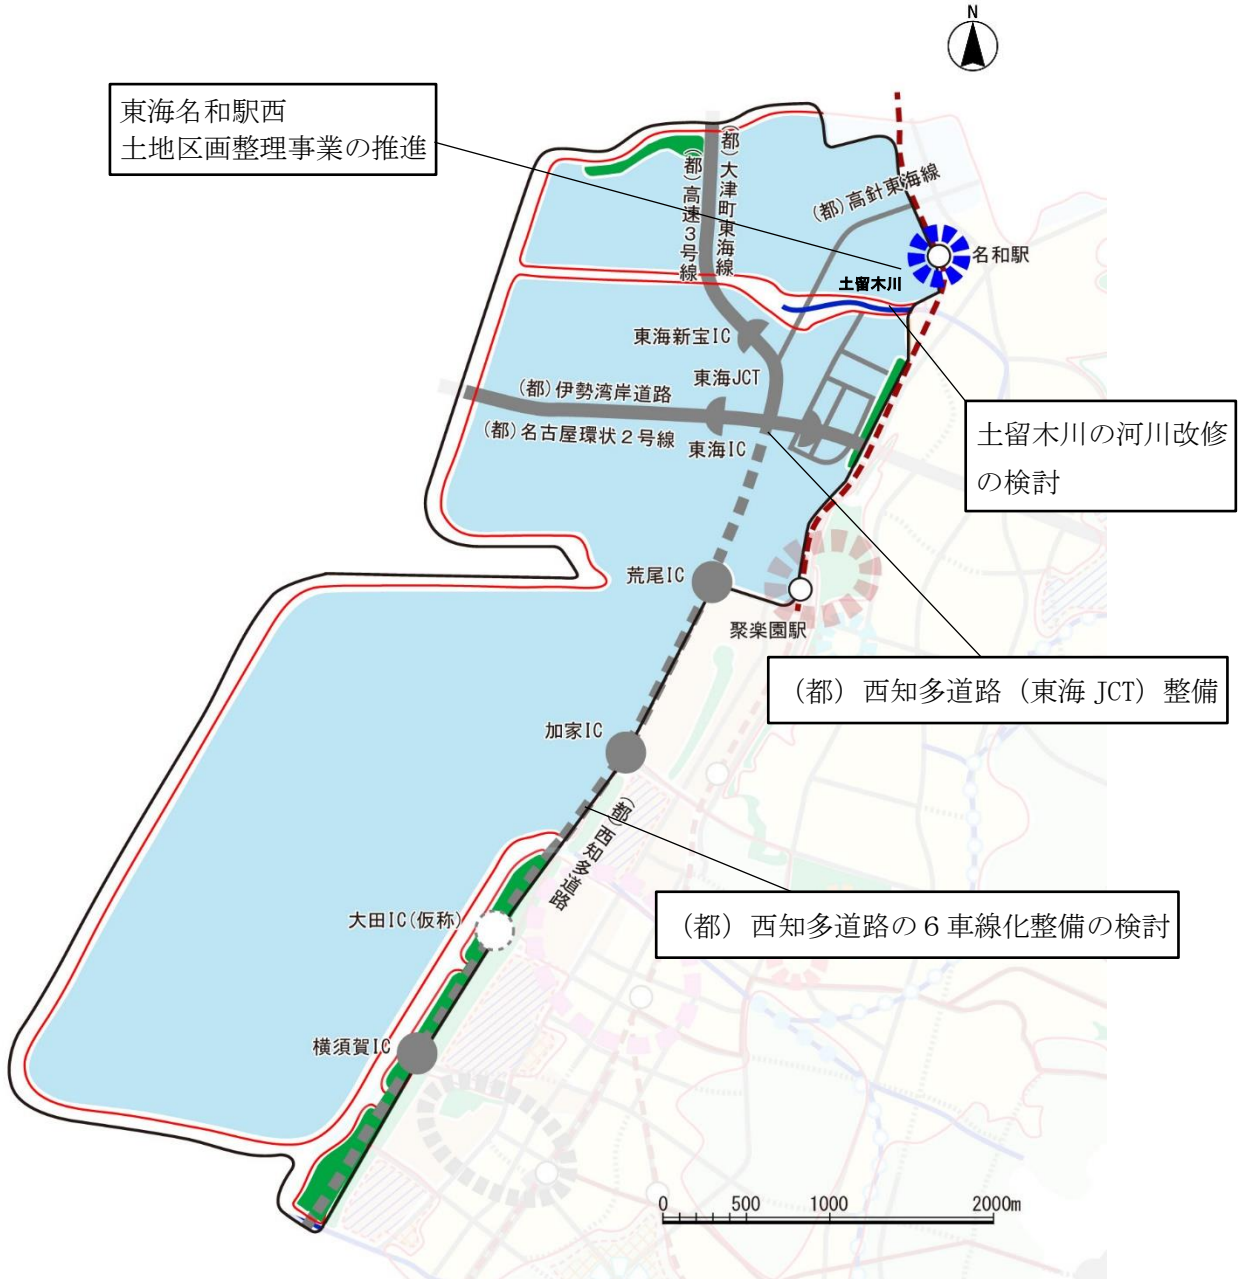 N
東海名和駅西
土地区画整理事業の推進
(都)大津町東海線
(都)高速3号線
(都)高針東海線
名和駅
土留木川
東海新宝IC
東海JCT
(都)伊勢湾岸道路
(都)名古屋環状2号線
東海IC
土留木川の河川改修
の検討
荒尾IC
聚楽園駅
(都)西知多道路(東海 JCT)整備
加家IC
(都)西知多道路
大田IC(仮称)
(都)西知多道路の6車線化整備の検討
横須賀IC
0 500 1000 2000m